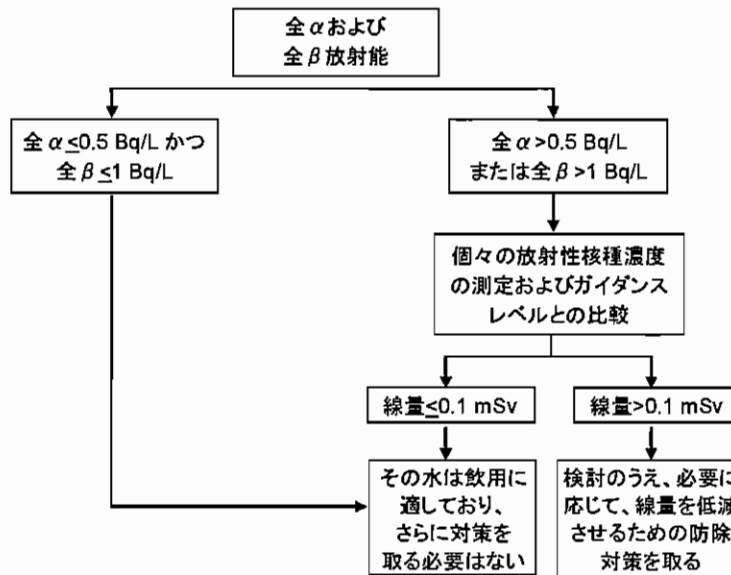 全αおよび
全β放射能
全α≤0.5 Bq/L かつ
全β≤1 Bq/L
全α>0.5 Bq/L
または全β>1 Bq/L
個々の放射性核種濃度
の測定およびガイダンス
レベルとの比較
線量≤0.1 mSv
線量>0.1 mSv
その水は飲用に
適しており、
さらに対策を
取る必要はない
検討のうえ、必要に
応じて、線量を低減
させるための防除
対策を取る